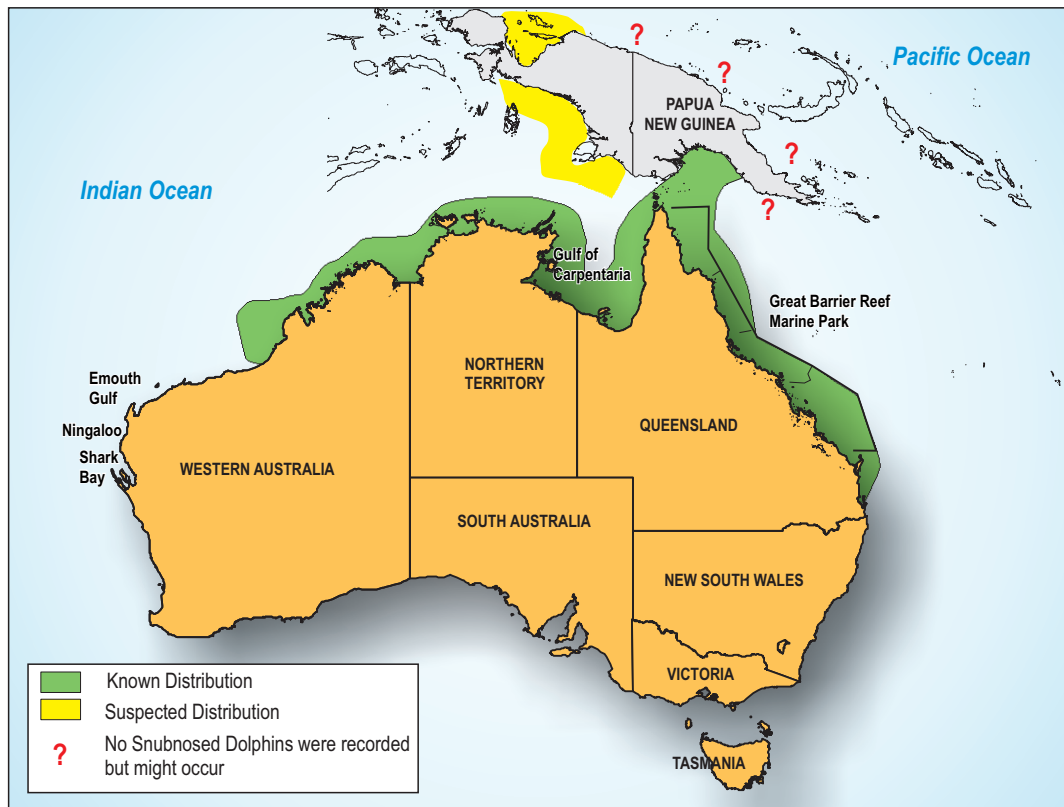 ?
Pacific Ocean
?
PAPUA
NEW GUINEA
?
Indian Ocean
?
Gulf of
Carpentaria
Great Barrier Reef
Marine Park
NORTHERN
TERRITORY
Emouth
Gulf
QUEENSLAND
Ningaloo
Shark
Bay
WESTERN AUSTRALIA
SOUTH AUSTRALIA
NEW SOUTH WALES
VICTORIA
TASMANIA
Known Distribution
Suspected Distribution
? No Snubnosed Dolphins were recorded
but might occur